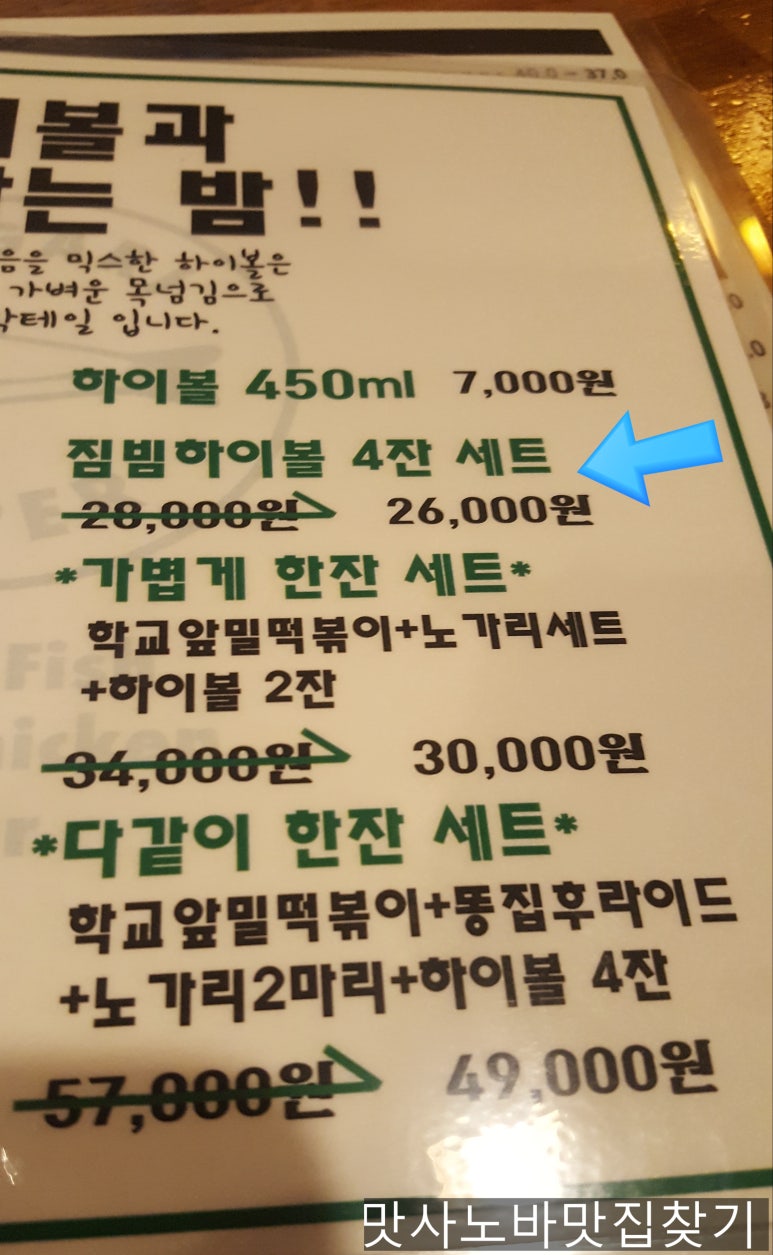 37.0
볼과
는 밤!!
음을 믹스한 하이볼은
가벼운 목넘김으로
칵테일 입니다.
하이볼 450ml 7,000원
짐빔하이볼 4잔 세트
28,000원 26,000원
*가볍게 한잔 세트*
학교앞밀떡볶이+노가리세트
+하이볼 2잔
34,000원 30,000원
*다같이 한잔 세트*
학교앞밀떡볶이+똥집후라이드
+노가리2마리+하이볼 4잔
57,000원 49,000원
맛사노바맛집찾기